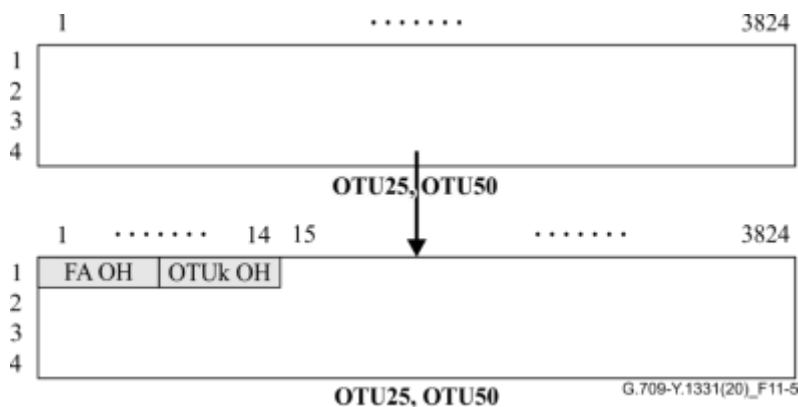 1 ······· 3824
1
2
3
4
OTU25, OTU50
1 ······· 14 15 ······· 3824
1 FA OH OTUk OH
2
3
4
OTU25, OTU50
G.709-Y.1331(20)_F11-5